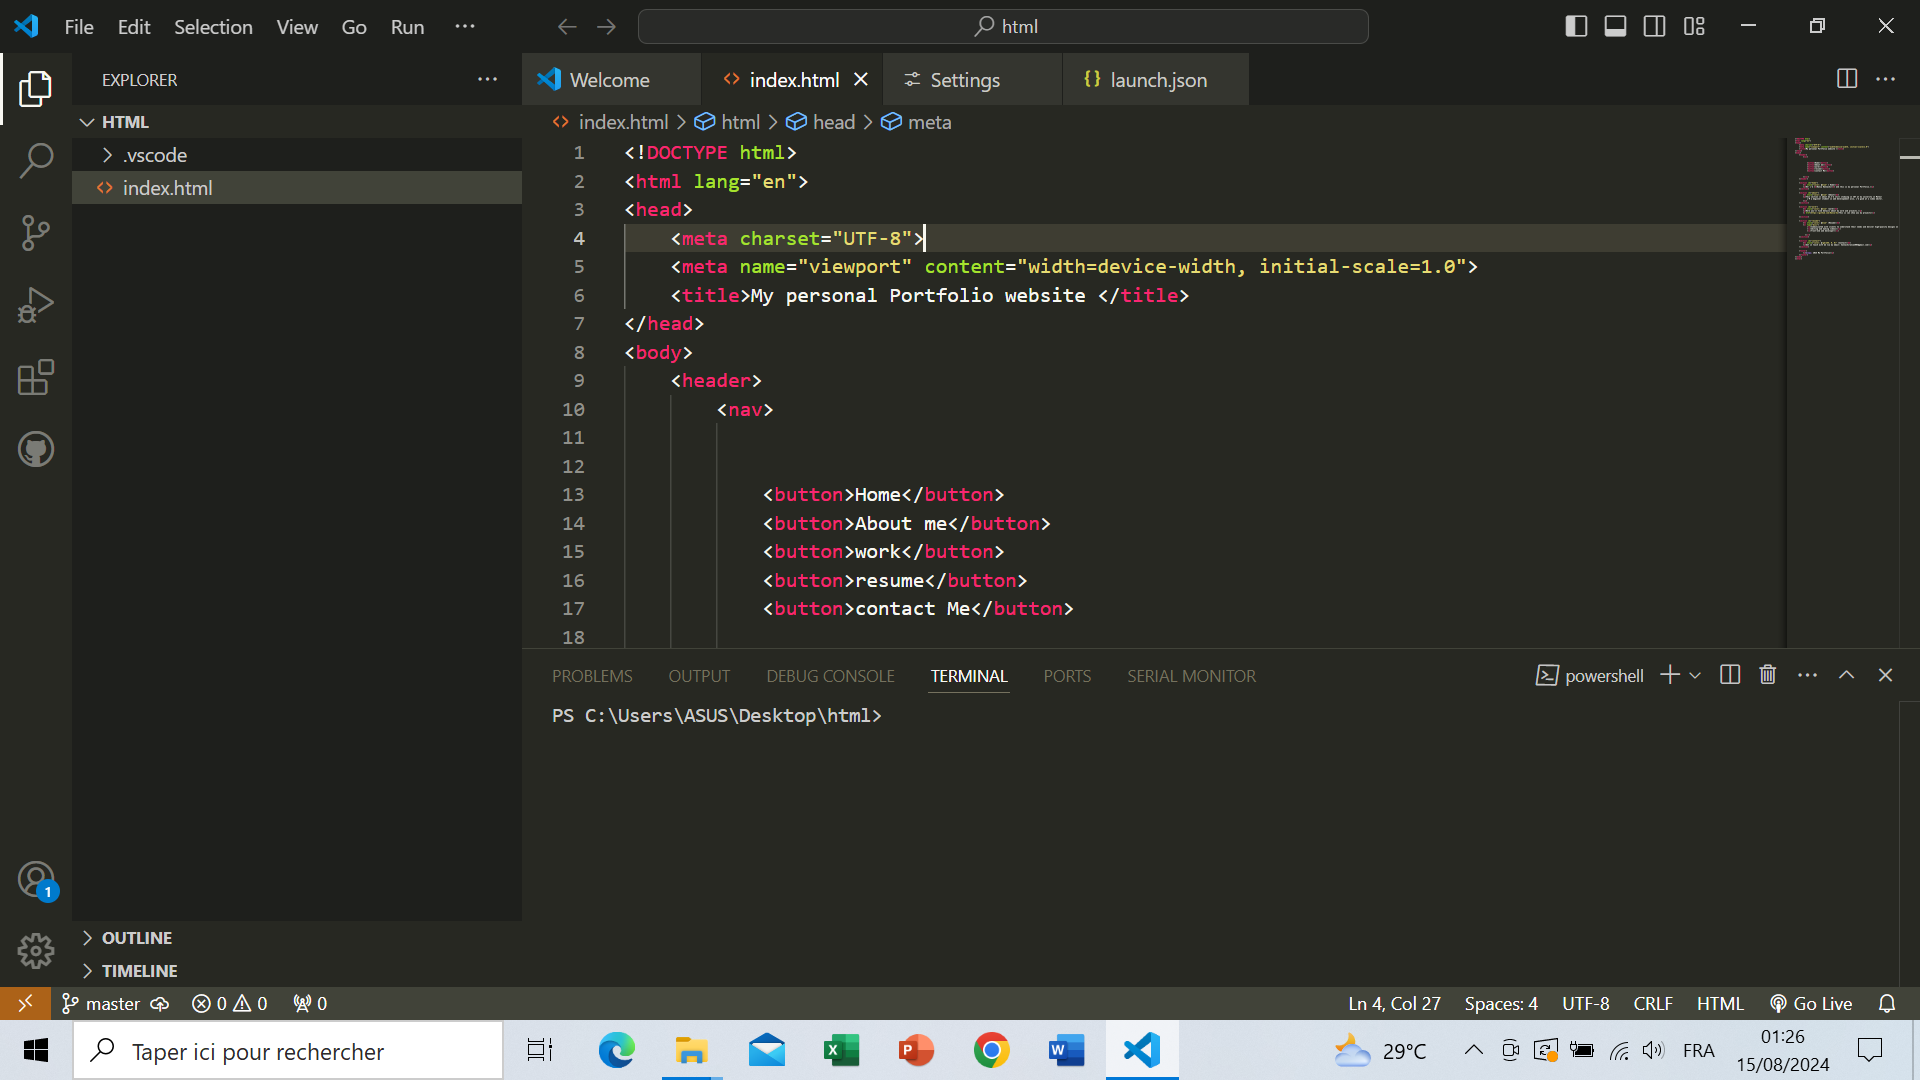 File Edit Selection View Go Run ...
html
EXPLORER ...
Welcome index.html Settings launch.json
HTML
.vscode
index.html
index.html > html > head > meta
1 <!DOCTYPE html>
2 <html lang="en">
3 <head>
4 <meta charset="UTF-8">
5 <meta name="viewport" content="width=device-width, initial-scale=1.0">
6 <title>My personal Portfolio website </title>
7 </head>
8 <body>
9 <header>
10 <nav>
11
12
13 <button>Home</button>
14 <button>About me</button>
15 <button>work</button>
16 <button>resume</button>
17 <button>contact Me</button>
18
PROBLEMS OUTPUT DEBUG CONSOLE TERMINAL PORTS SERIAL MONITOR
powershell
PS C:\Users\ASUS\Desktop\html>
1
OUTLINE
TIMELINE
master 0 0 0
Ln 4, Col 27 Spaces: 4 UTF-8 CRLF HTML Go Live
Taper ici pour rechercher
29°C FRA
01:26
15/08/2024